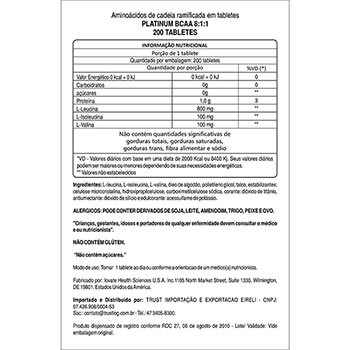 Aminoácidos de cadeia ramificada em tabletes
PLATINUM BCAA 8:1:1
200 TABLETES
INFORMAÇÃO NUTRICIONAL
Porção de 1 tablete
Quantidade por embalagem: 200 tabletes
Quantidade por porção %VD (*)
Valor Energético 0 kcal = 0 kJ 0 kcal = 0 kJ 0
Carboidratos 0g 0
açúcares 0g **
Proteína 1,0 g 3
L-Leucina 800 mg **
L-Isoleucina 100 mg **
L-Valina 100 mg **
Não contém quantidades significativas de
gorduras totais, gorduras saturadas,
gorduras trans, fibra alimentar e sódio
*VD - Valores diários com base em uma dieta de 2000 Kcal ou 8400 Kj. Seus valores diários
podem ser maiores ou menores dependendo de suas necessidades energéticas.
** Valores não estabelecidos
Ingredientes: L-leucina, L-isoleucina, L-valina, óleo de algodão, polietileno glicol, talco, estabilizantes:
celulose microcristalina, hidroxipropilmetilcelulose, carboximetilcelulose, corante: dióxido de titânio,
antiumectantes: dióxido de silício e edulcorante: acesulfame de potássio.
ALERGICOS: PODE CONTER DERIVADOS DE SOJA, LEITE, AMENDOIM, TRIGO, PEIXE E OVO.
"Crianças, gestantes, idosos e portadores de qualquer enfermidade devem consultar o médico
e ou nutricionista".
NÃO CONTÉM GLÚTEN.
"Não contém açúcares."
Modo de uso: Tomar 1 tablete ao dia ou conforme a orientacao de um medico(a) nutricionista.
Fabricado por: Iovate Health Sciences U.S.A. Inc.1105 North Market Street, Suite 1330, Wilmington,
DE 19801. Estados Unidos da América.
Importado e Distribuido por: TRUST IMPORTAÇÃO E EXPORTACAO EIRELI - CNPJ:
07.426.908/0004-53
Sac.: contato@trustlog.com.br TEL.: 47.3405-8300.
Produto dispensado de registro conforme RDC 27, 06 de agosto de 2010 - Lote/ Validade: Vide
embalagem original.